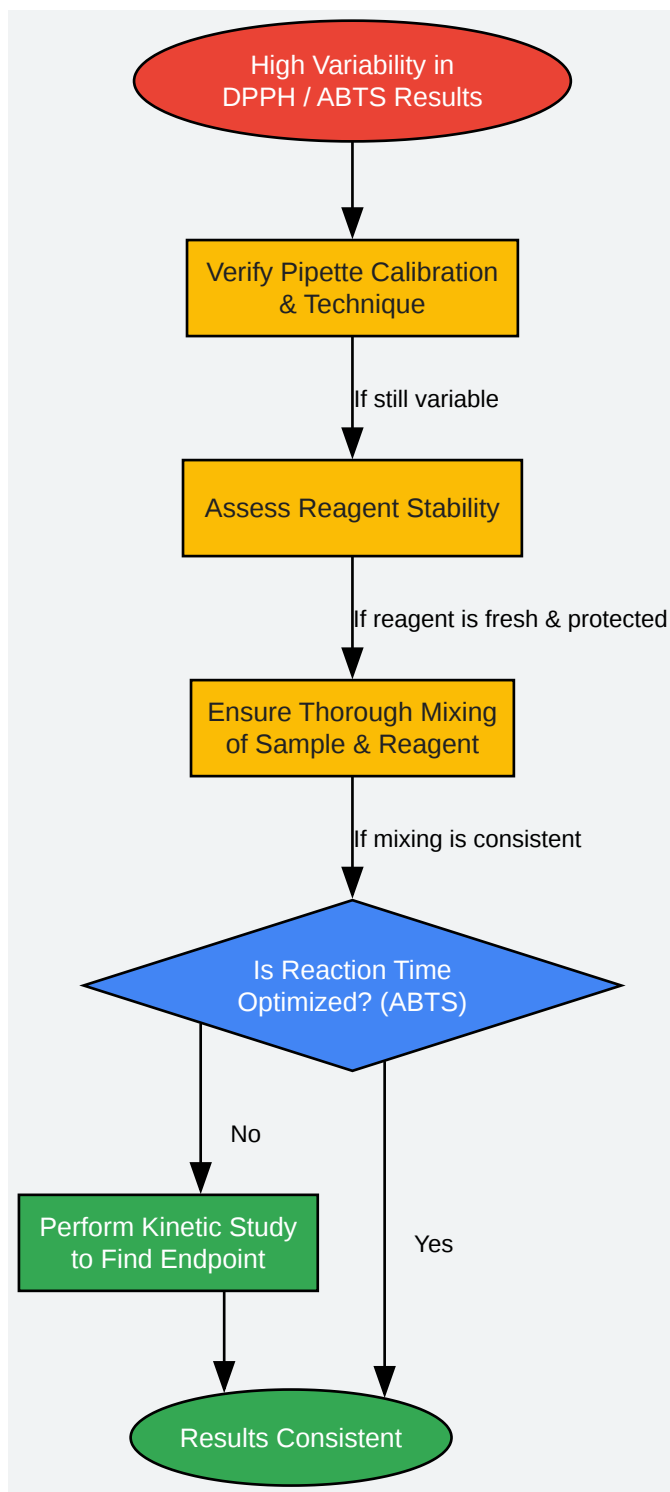 High Variability in
DPPH / ABTS Results
Verify Pipette Calibration
& Technique
If still variable
Assess Reagent Stability
If reagent is fresh & protected
Ensure Thorough Mixing
of Sample & Reagent
If mixing is consistent
Is Reaction Time
Optimized? (ABTS)
No
Perform Kinetic Study
to Find Endpoint
Yes
Results Consistent